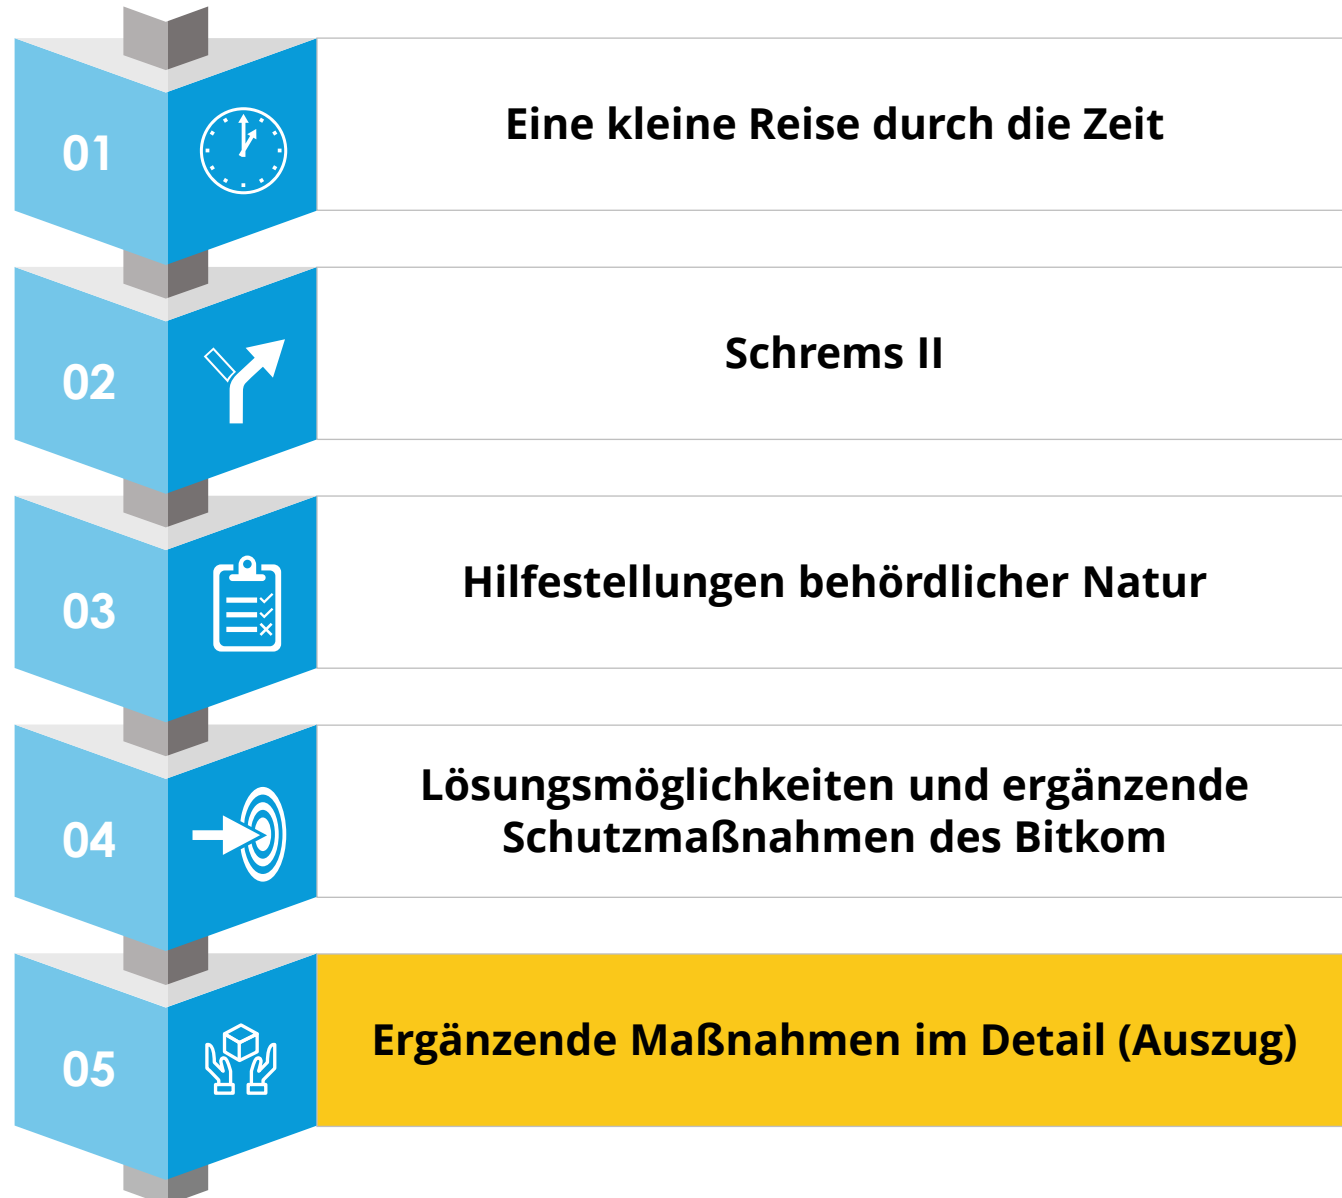 01
Eine kleine Reise durch die Zeit
02
Schrems II
03
Hilfestellungen behördlicher Natur
04
Lösungsmöglichkeiten und ergänzende
Schutzmaßnahmen des Bitkom
05
Ergänzende Maßnahmen im Detail (Auszug)